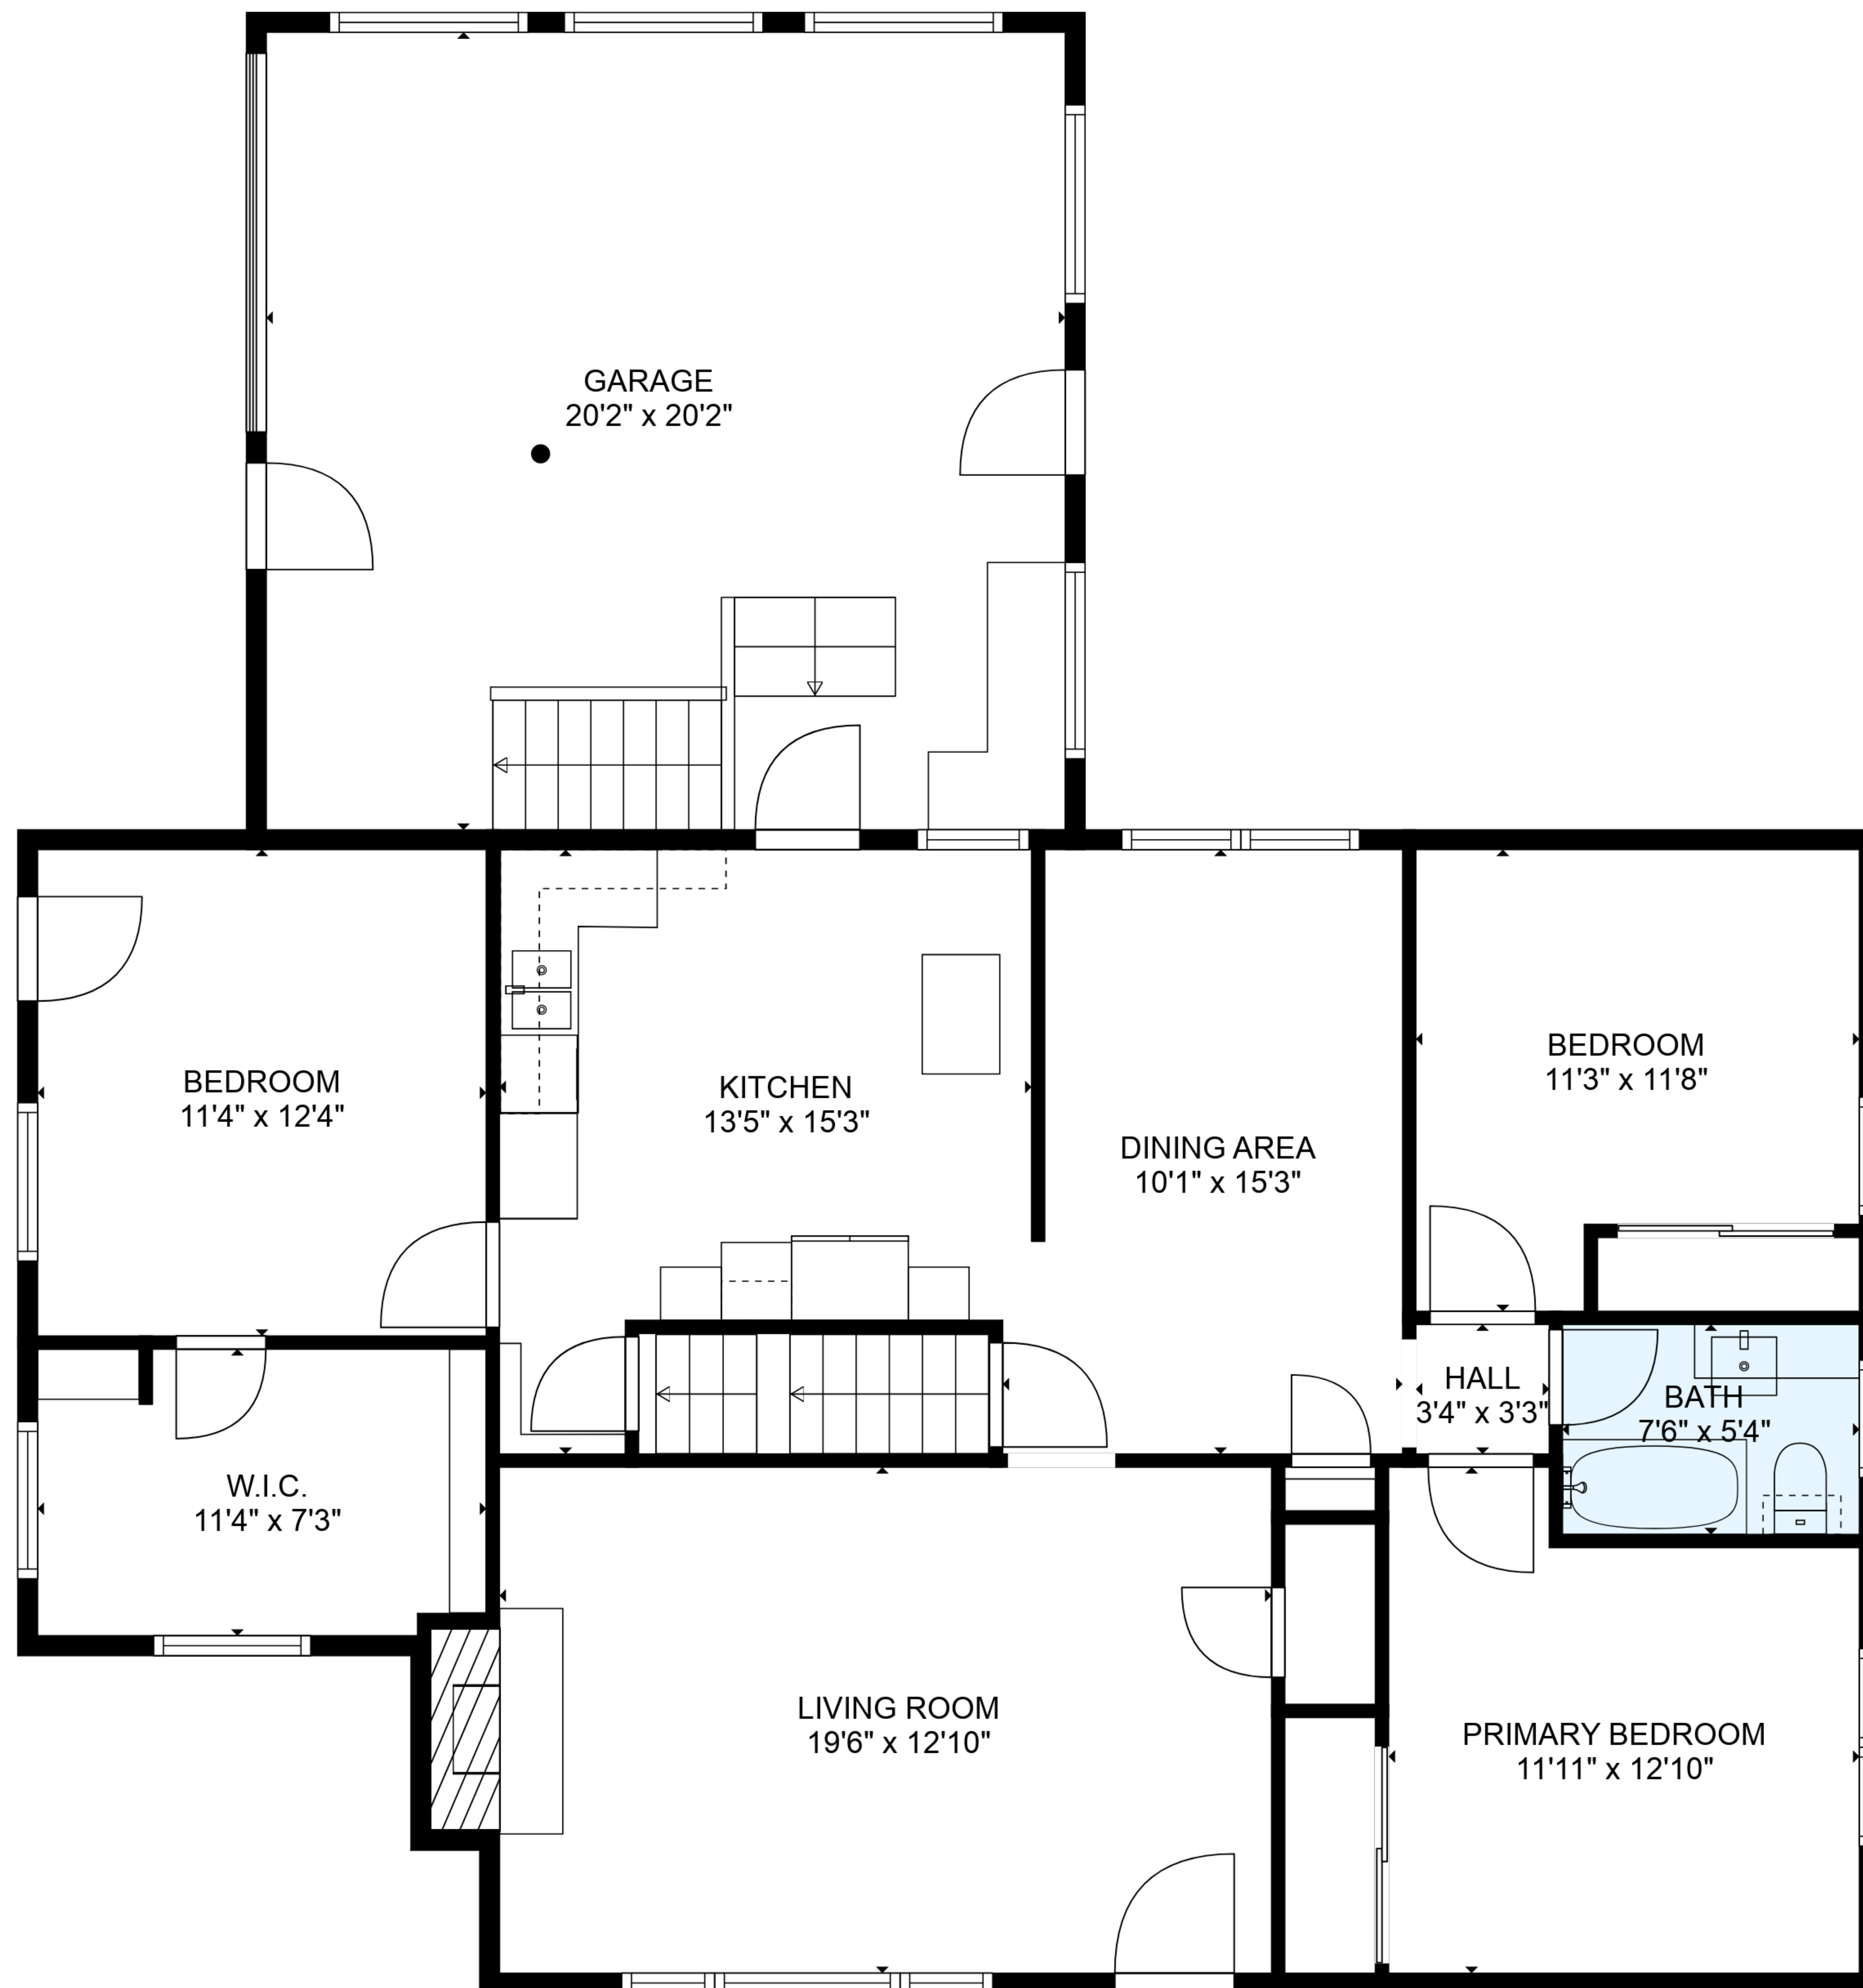 GARAGE
20'2" x 20'2"
BEDROOM
11'4" x 12'4"
KITCHEN
13'5" x 15'3"
DINING AREA
10'1" x 15'3"
BEDROOM
11'3" x 11'8"
HALL
3'4" x 3'3"
BATH
7'6" x 5'4"
W.I.C.
11'4" x 7'3"
LIVING ROOM
19'6" x 12'10"
PRIMARY BEDROOM
11'11" x 12'10"